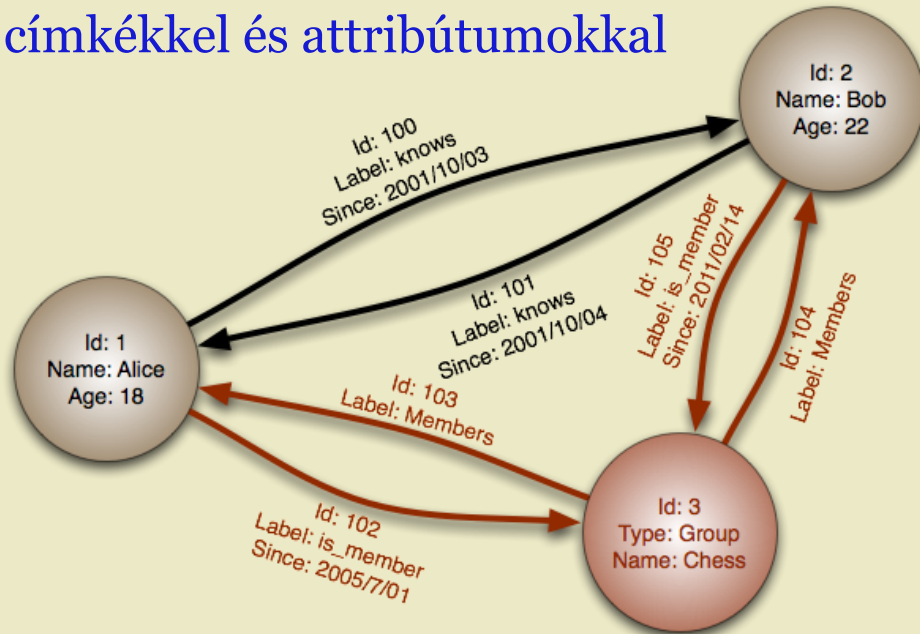 címkékkel és attribútumokkal
Id: 2
Name: Bob
Age: 22
Id: 100
Label: knows
Since: 2001/10/03
Id: 101
Label: knows
Since: 2001/10/04
Id: 105
Label: is_member
Since: 2011/02/14
Id: 104
Label: Members
Id: 1
Name: Alice
Age: 18
Id: 103
Label: Members
Id: 102
Label: is_member
Since: 2005/7/01
Id: 3
Type: Group
Name: Chess